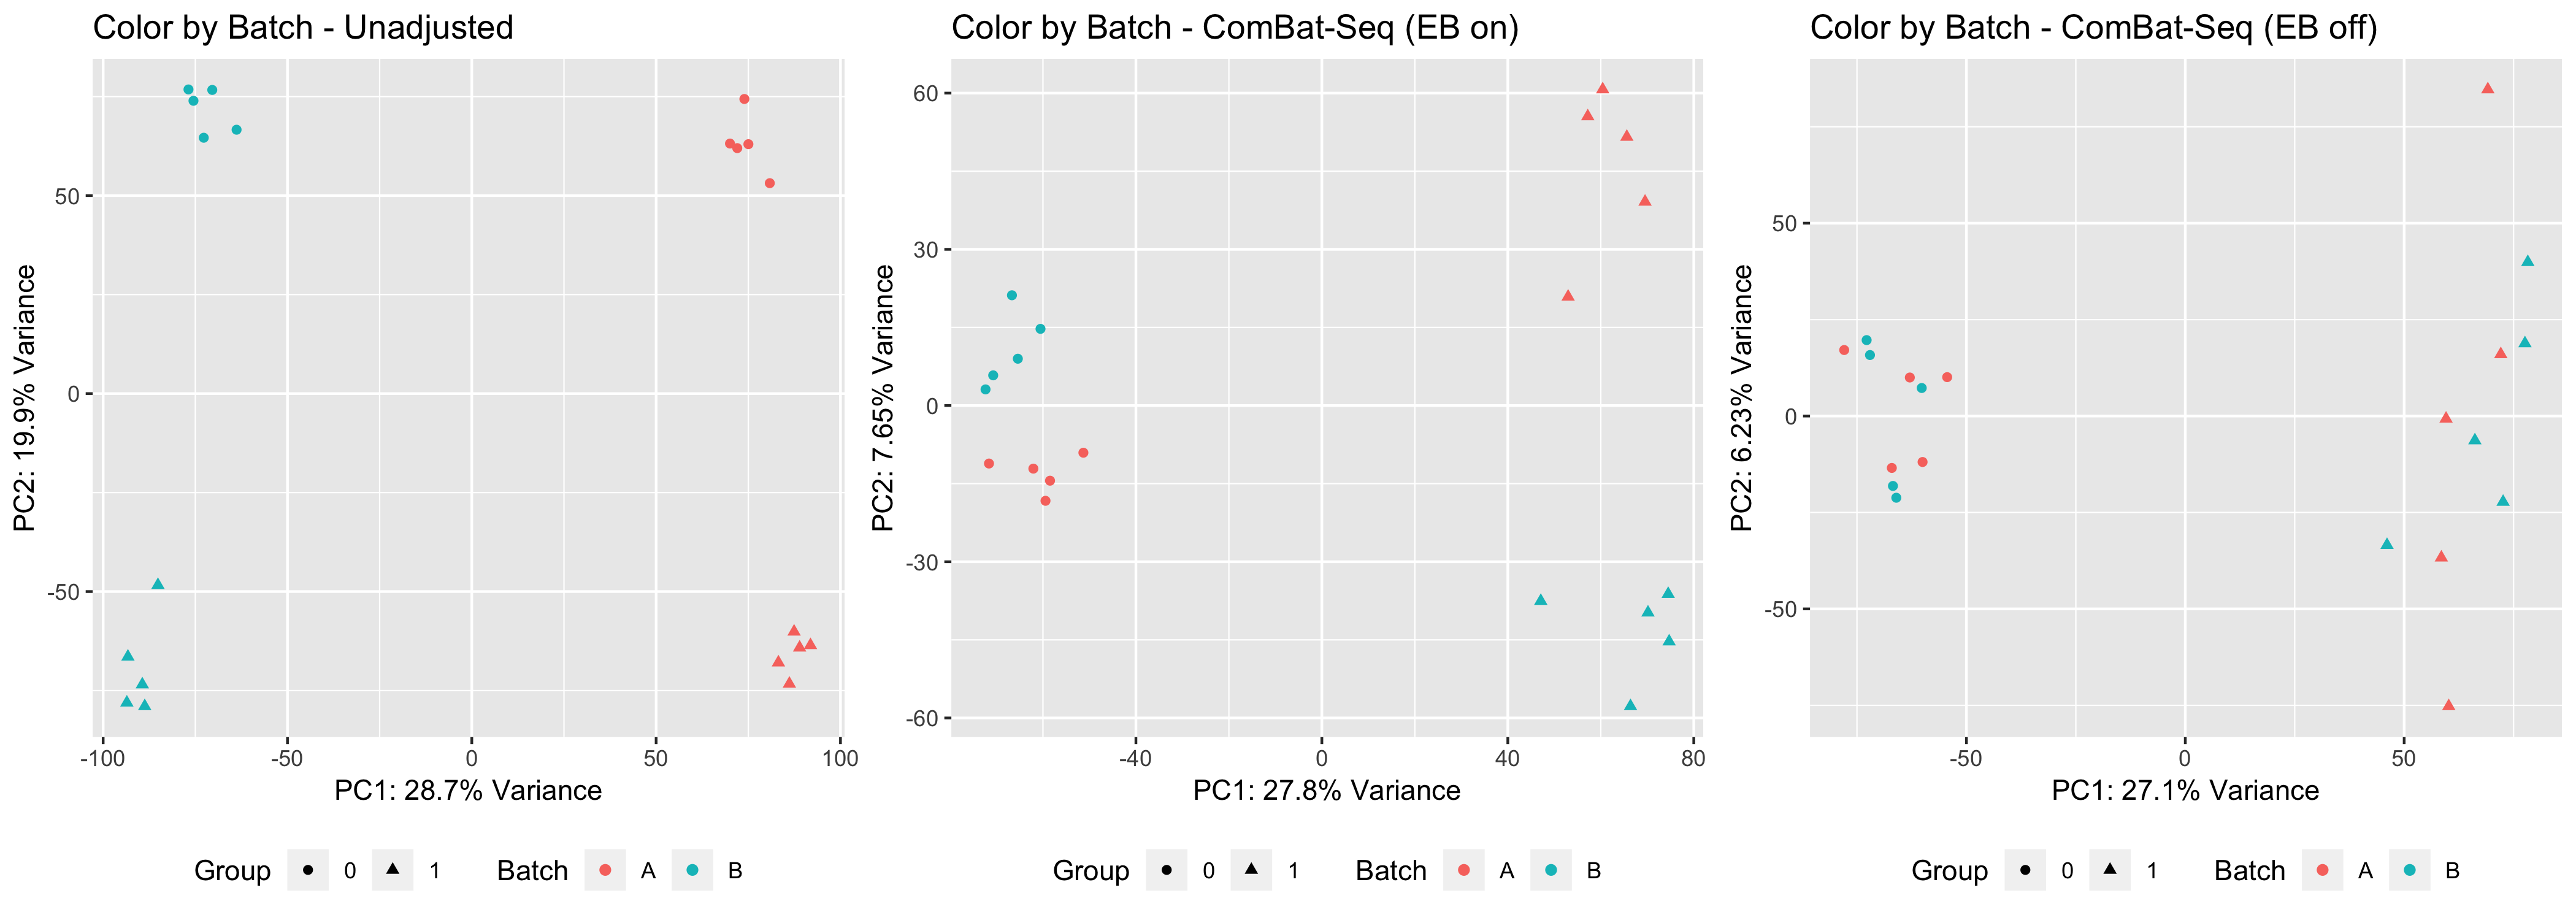 Color by Batch - Unadjusted
PC2: 19.9% Variance
50
0
-50
-100 -50 0 50 100
PC1: 28.7% Variance
Group 0 1 Batch A B
Color by Batch - ComBat-Seq (EB on)
PC2: 7.65% Variance
60
30
0
-30
-60
-40 0 40 80
PC1: 27.8% Variance
Group 0 1 Batch A B
Color by Batch - ComBat-Seq (EB off)
PC2: 6.23% Variance
50
0
-50
-50 0 50
PC1: 27.1% Variance
Group 0 1 Batch A B